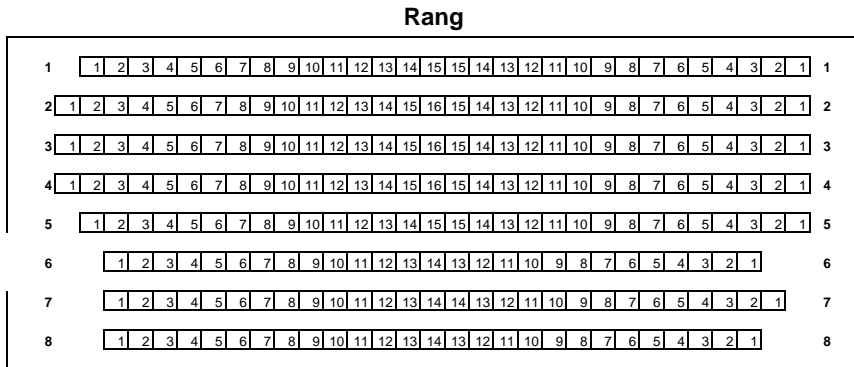 Rang
1 1 2 3 4 5 6 7 8 9 10 11 12 13 14 15 15 14 13 12 11 10 9 8 7 6 5 4 3 2 1 1
2 1 2 3 4 5 6 7 8 9 10 11 12 13 14 15 16 15 14 13 12 11 10 9 8 7 6 5 4 3 2 1 2
3 1 2 3 4 5 6 7 8 9 10 11 12 13 14 15 16 15 14 13 12 11 10 9 8 7 6 5 4 3 2 1 3
4 1 2 3 4 5 6 7 8 9 10 11 12 13 14 15 16 15 14 13 12 11 10 9 8 7 6 5 4 3 2 1 4
5 1 2 3 4 5 6 7 8 9 10 11 12 13 14 15 15 14 13 12 11 10 9 8 7 6 5 4 3 2 1 5
6 1 2 3 4 5 6 7 8 9 10 11 12 13 14 13 12 11 10 9 8 7 6 5 4 3 2 1 6
7 1 2 3 4 5 6 7 8 9 10 11 12 13 14 14 13 12 11 10 9 8 7 6 5 4 3 2 1 7
8 1 2 3 4 5 6 7 8 9 10 11 12 13 14 13 12 11 10 9 8 7 6 5 4 3 2 1 8